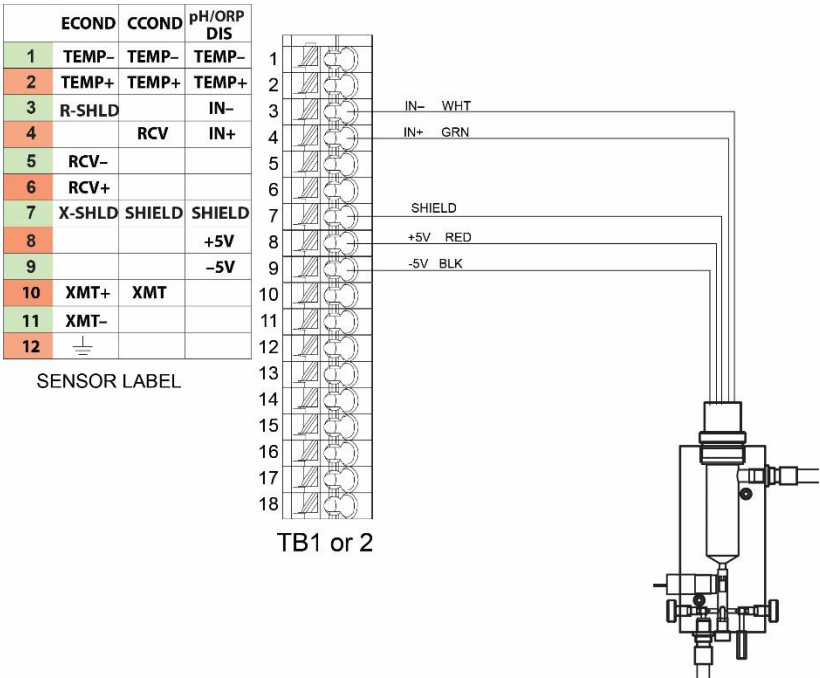 ECOND CCOND pH/ORP DIS
1 TEMP– TEMP– TEMP–
2 TEMP+ TEMP+ TEMP+
3 R-SHLD IN–
4 RCV IN+
5 RCV–
6 RCV+
7 X-SHLD SHIELD SHIELD
8 +5V
9 –5V
10 XMT+ XMT
11 XMT–
12
SENSOR LABEL
1
2
3 IN– WHT
4 IN+ GRN
5
6
7 SHIELD
8 +5V RED
9 -5V BLK
10
11
12
13
14
15
16
17
18
TB1 or 2